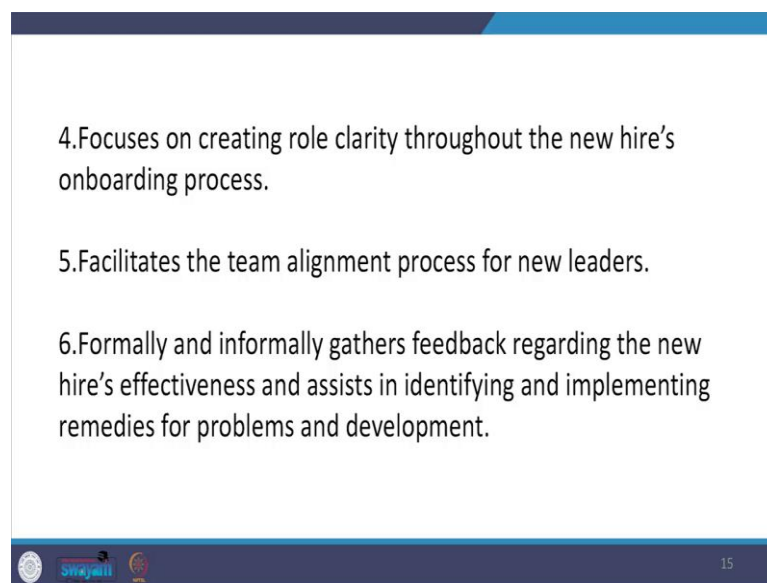 4.Focuses on creating role clarity throughout the new hire’s
onboarding process.
5.Facilitates the team alignment process for new leaders.
6.Formally and informally gathers feedback regarding the new
hire’s effectiveness and assists in identifying and implementing
remedies for problems and development.
swayam
15